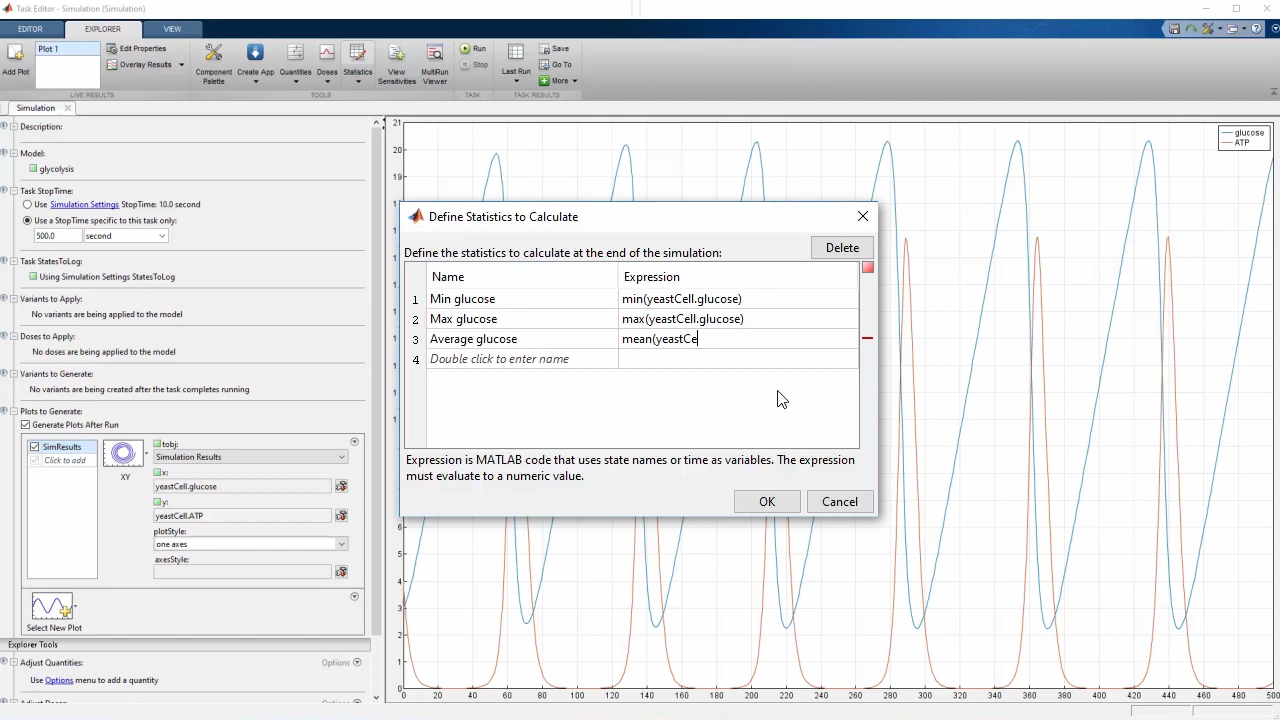 Task Editor - Simulation (Simulation)
EDITOR EXPLORER VIEW
Add Plot
Plot 1
Edit Properties
Overlay Results
LIVE RESULTS
Component Palette
Create App
Quantities
Doses
Statistics
View Sensitivities
MultiRun Viewer
TOOLS
Run
Stop
TASK
Last Run
Save
Go To
More
TASK RESULTS
Simulation
Description:
Model:
glycolysis
Task StopTime:
Use Simulation Settings StopTime: 10.0 second
Use a StopTime specific to this task only:
500.0 second
Task StatesToLog:
Using Simulation Settings StatesToLog
Variants to Apply:
No variants are being applied to the model
Doses to Apply:
No doses are being applied to the model
Variants to Generate:
No variants are being created after the task completes running
Plots to Generate:
Generate Plots After Run
SimResults
Click to add
XY
tobj:
Simulation Results
x:
yeastCell.glucose
y:
yeastCell.ATP
plotStyle:
one axes
axesStyle:
Select New Plot
Explorer Tools
Adjust Quantities: Options
Use Options menu to add a quantity
21
20
19
glucose
ATP
Define Statistics to Calculate
Define the statistics to calculate at the end of the simulation:
Delete
Name Expression
1 Min glucose min(yeastCell.glucose)
2 Max glucose max(yeastCell.glucose)
3 Average glucose mean(yeastCe
4 Double click to enter name
Expression is MATLAB code that uses state names or time as variables. The expression
must evaluate to a numeric value.
OK Cancel
6
5
4
3
2
1
0
20 40 60 80 100 120 140 160 180 200 220 240 260 280 300 320 340 360 380 400 420 440 460 480 500